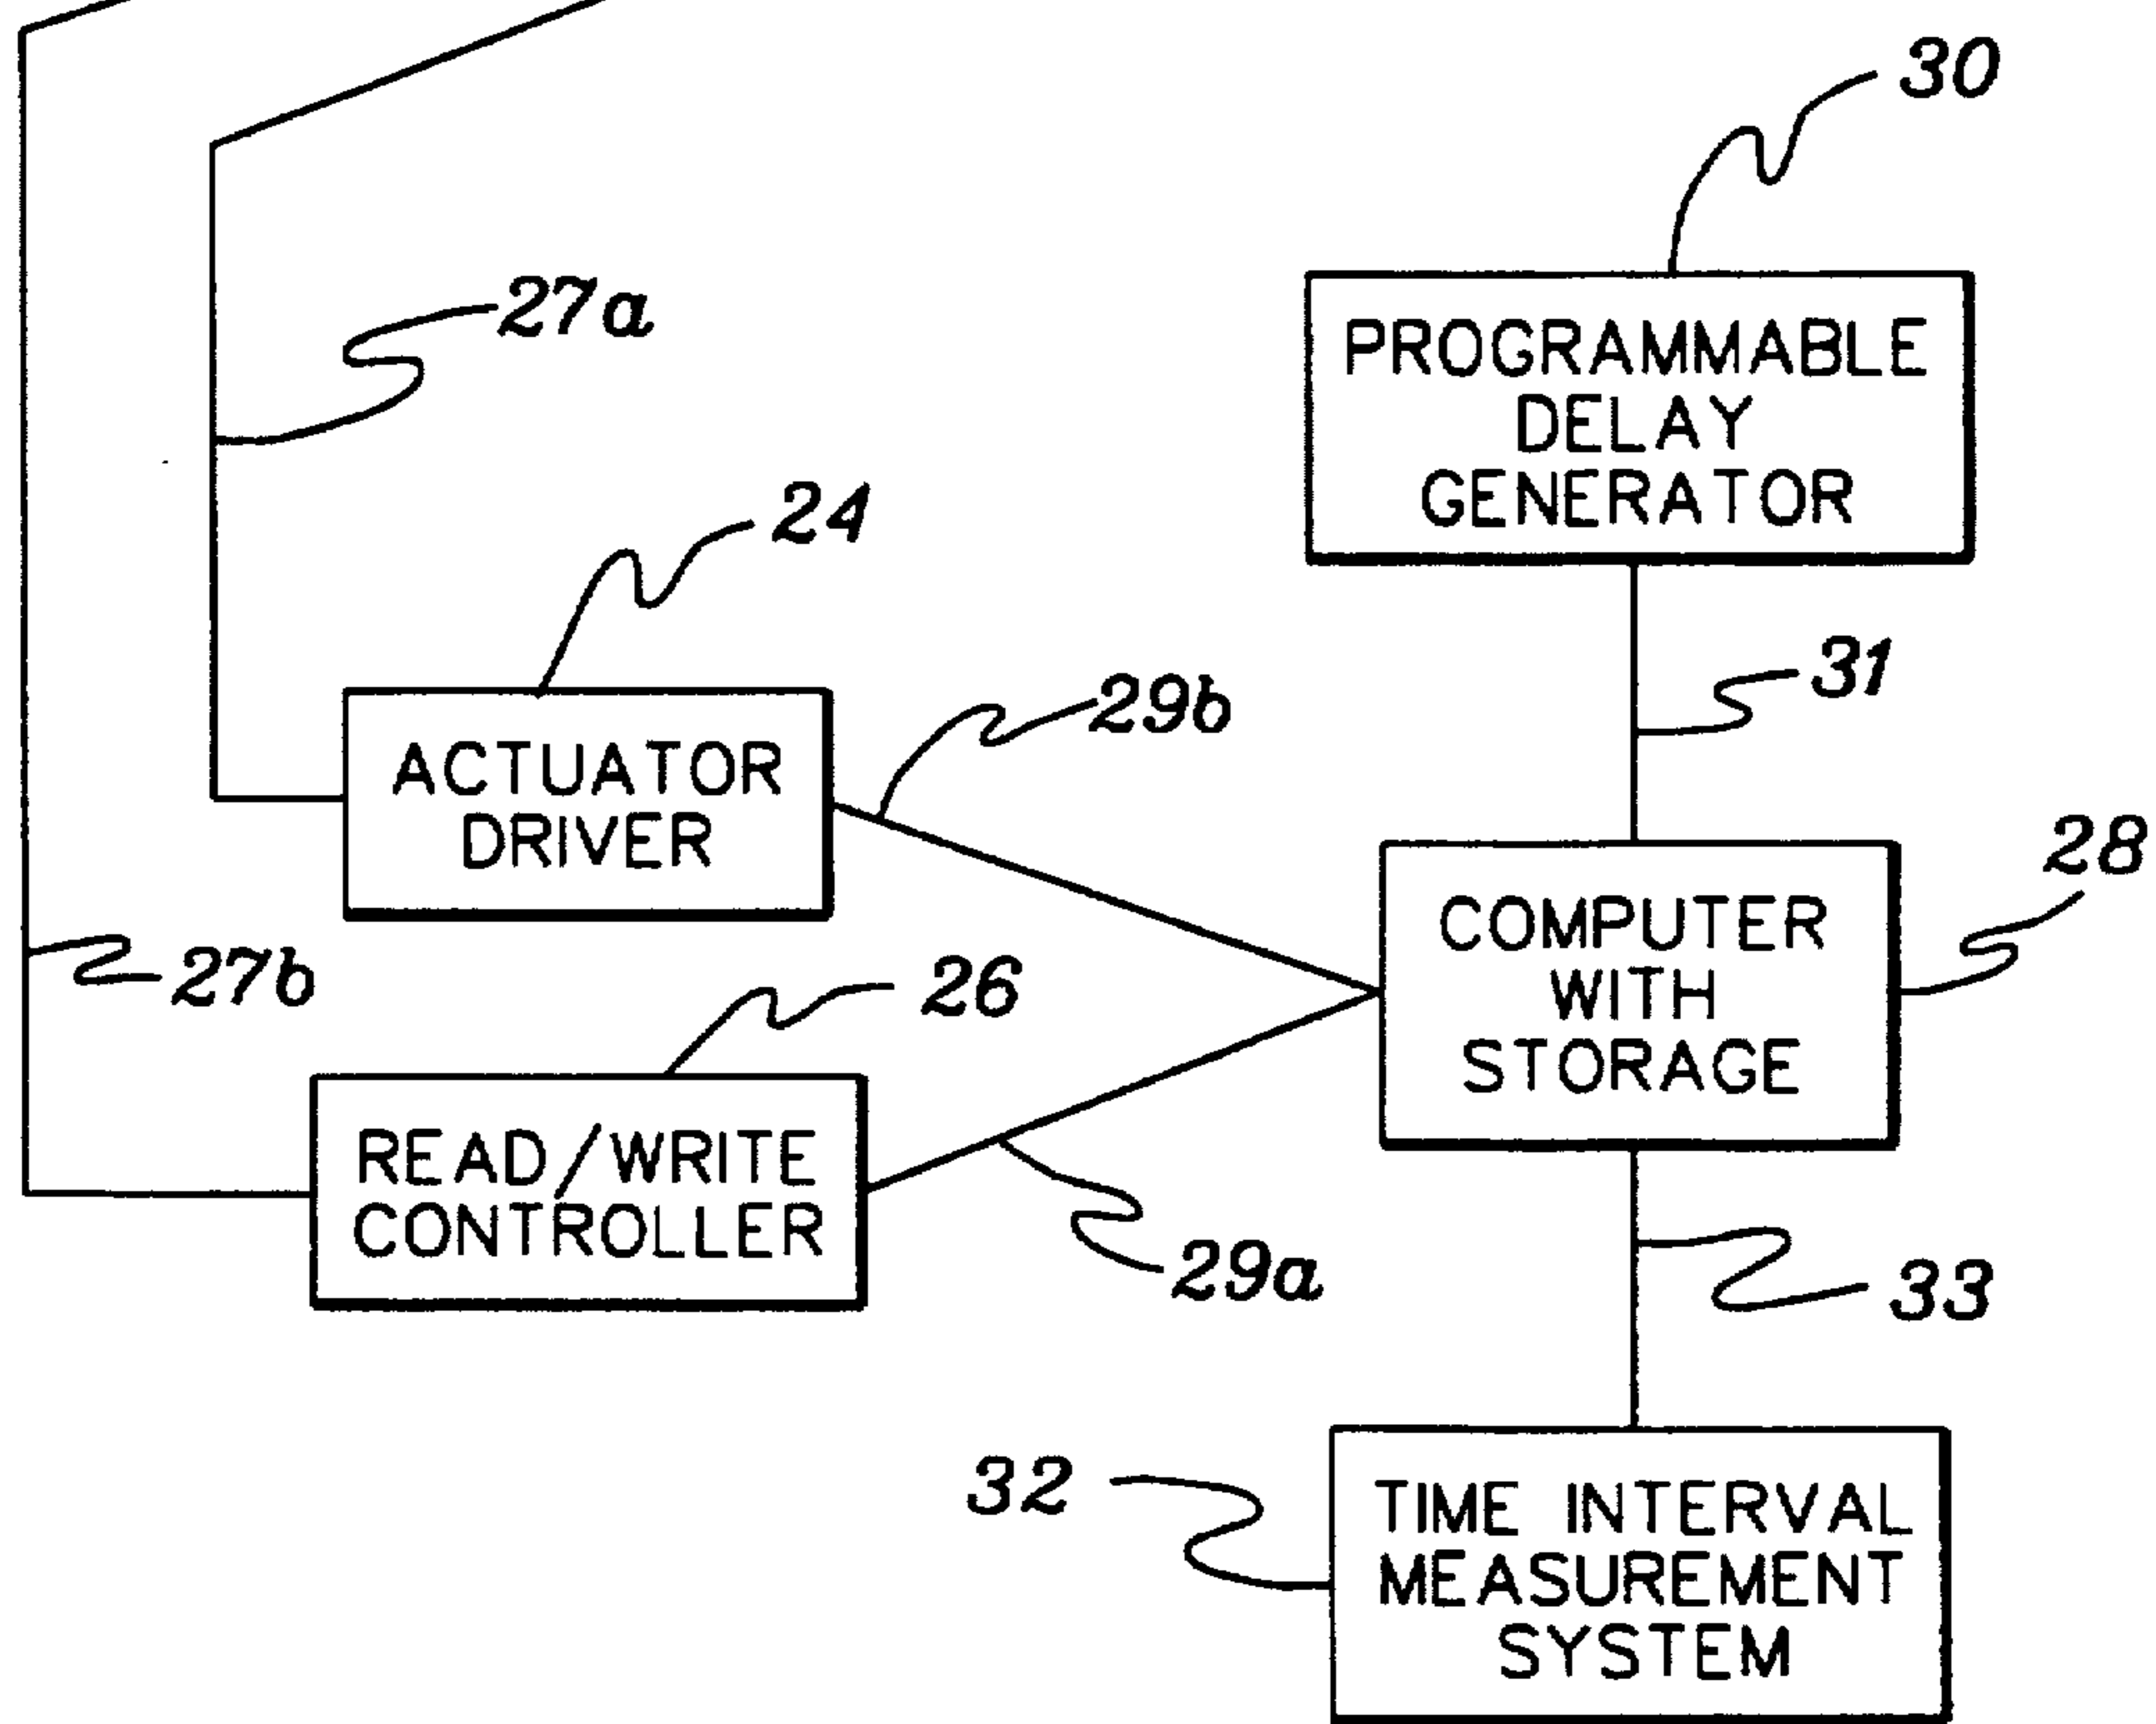 30
27a
PROGRAMMABLE
DELAY
GENERATOR
24
31
29b
ACTUATOR
DRIVER
28
COMPUTER
WITH
STORAGE
27b
26
READ/WRITE
CONTROLLER
29a
33
32
TIME INTERVAL
MEASUREMENT
SYSTEM